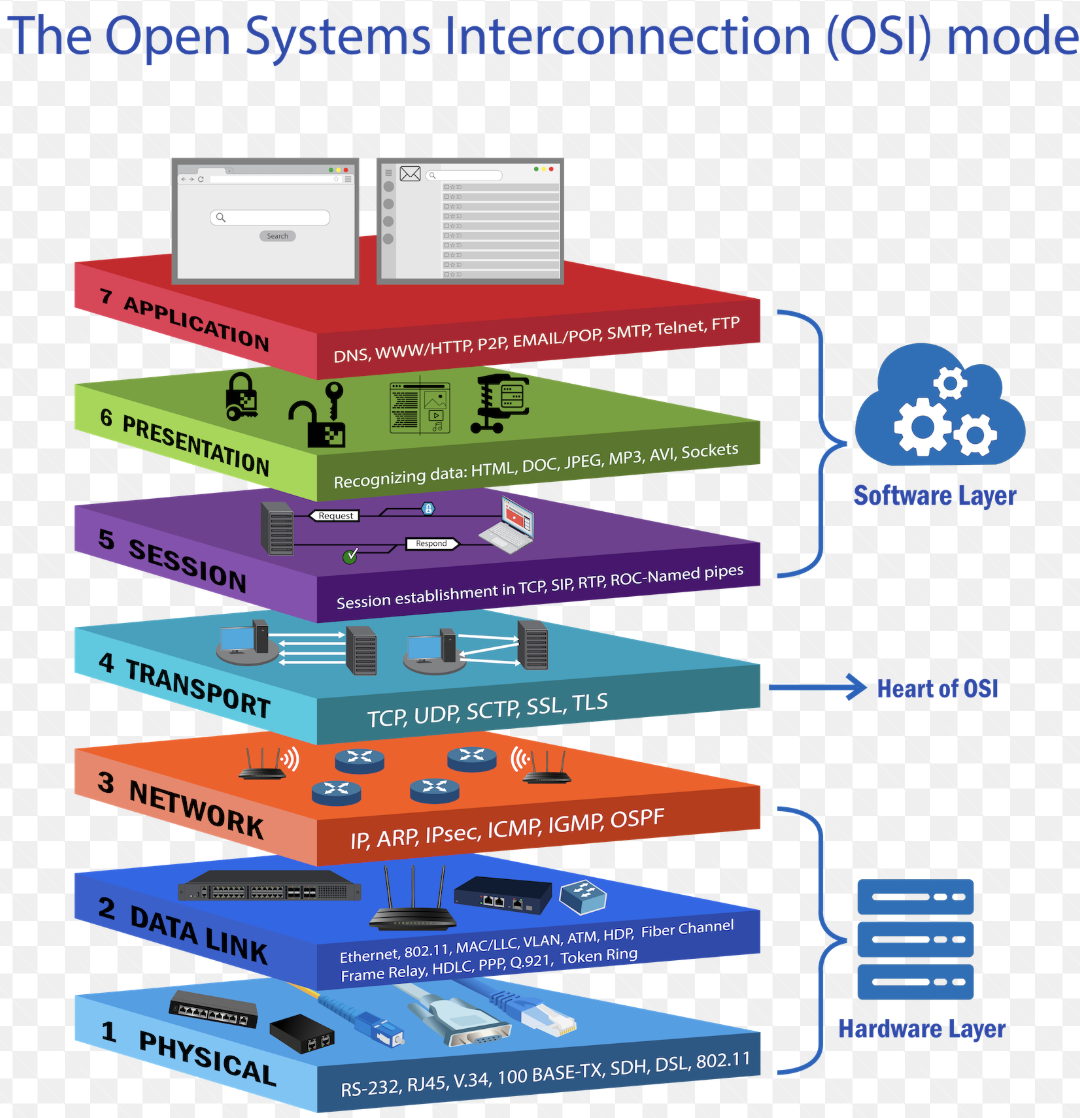 The Open Systems Interconnection (OSI) mode
Search
7 APPLICATION
DNS, WWW/HTTP, P2P, EMAIL/POP, SMTP, Telnet, FTP
6 PRESENTATION
Recognizing data: HTML, DOC, JPEG, MP3, AVI, Sockets
Software Layer
Request
Respond
5 SESSION
Session establishment in TCP, SIP, RTP, ROC-Named pipes
4 TRANSPORT
TCP, UDP, SCTP, SSL, TLS
Heart of OSI
3 NETWORK
IP, ARP, IPsec, ICMP, IGMP, OSPF
2 DATA LINK
Ethernet, 802.11, MAC/LLC, VLAN, ATM, HDP, Fiber Channel
Frame Relay, HDLC, PPP, Q.921, Token Ring
Hardware Layer
1 PHYSICAL
RS-232, RJ45, V.34, 100 BASE-TX, SDH, DSL, 802.11